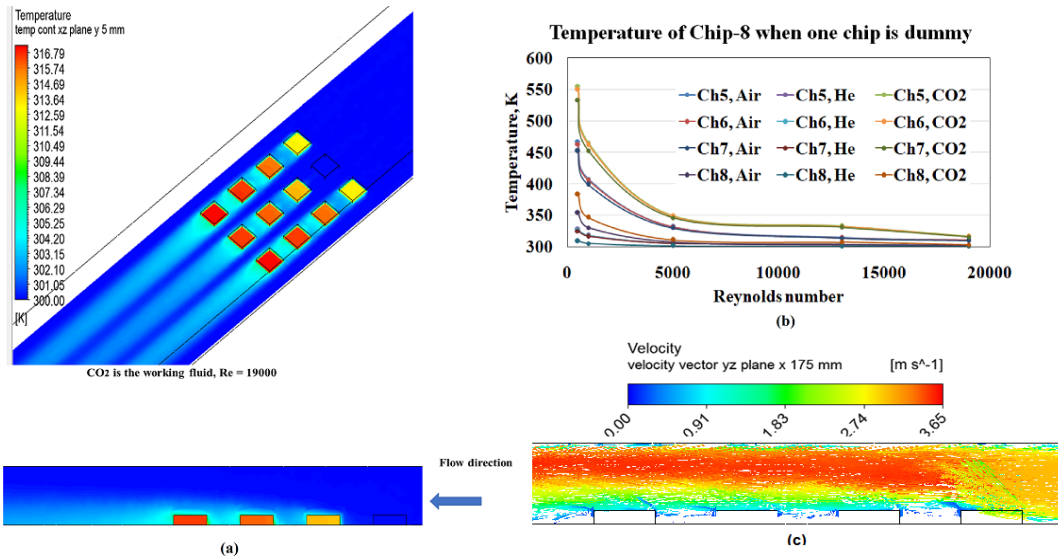 Temperature
temp cont xz plane y 5 mm
316.79
315.74
314.69
313.64
312.59
311.54
310.49
309.44
308.39
307.34
306.29
305.25
304.20
303.15
302.10
301.05
300.00
[K]
CO2 is the working fluid, Re = 19000
Flow direction
(a)
Temperature of Chip-8 when one chip is dummy
600
550
500
450
400
350
300
Temperature, K
Ch5, Air Ch5, He Ch5, CO2
Ch6, Air Ch6, He Ch6, CO2
Ch7, Air Ch7, He Ch7, CO2
Ch8, Air Ch8, He Ch8, CO2
0 5000 10000 15000 20000
Reynolds number
(b)
Velocity
velocity vector yz plane x 175 mm [m s^-1]
0.00 0.91 1.83 2.74 3.65
(c)